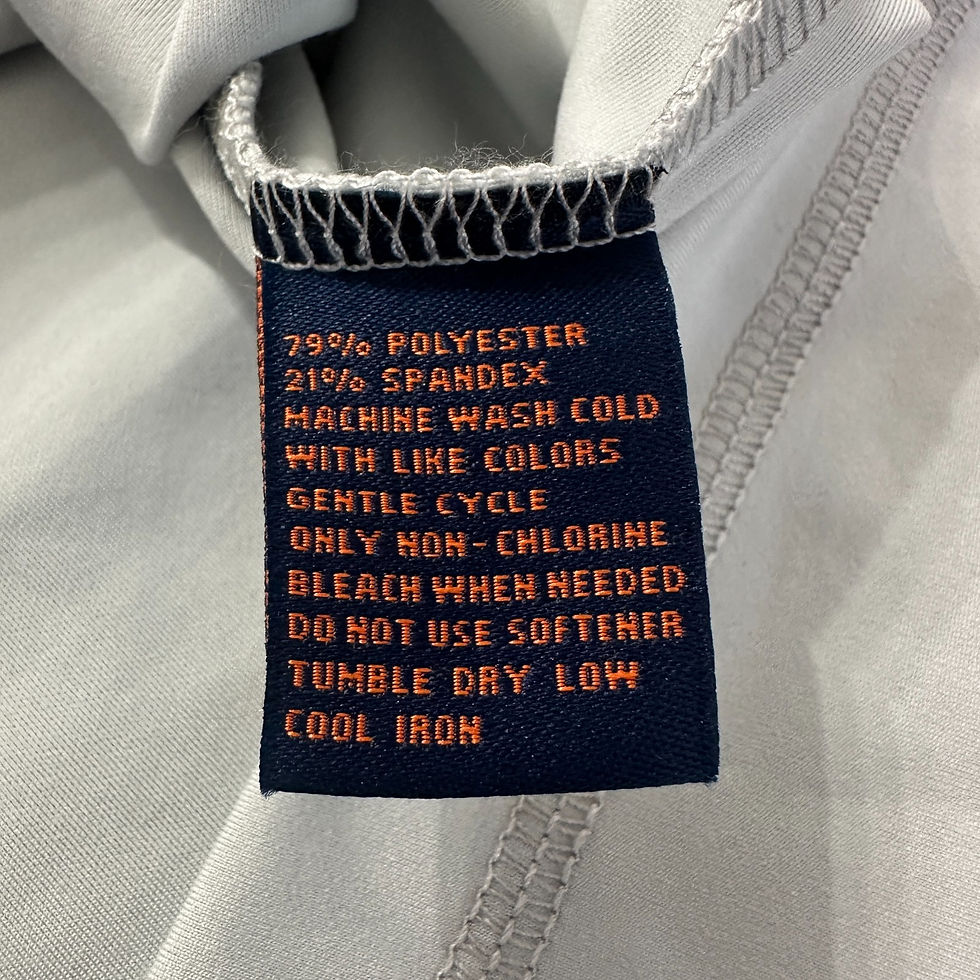 79% POLYESTER
21% SPANDEX
MACHINE WASH COLD
WITH LIKE COLORS
GENTLE CYCLE
ONLY NON-CHLORINE
BLEACH WHEN NEEDED
DO NOT USE SOFTENER
TUMBLE DRY LOW
COOL IRON